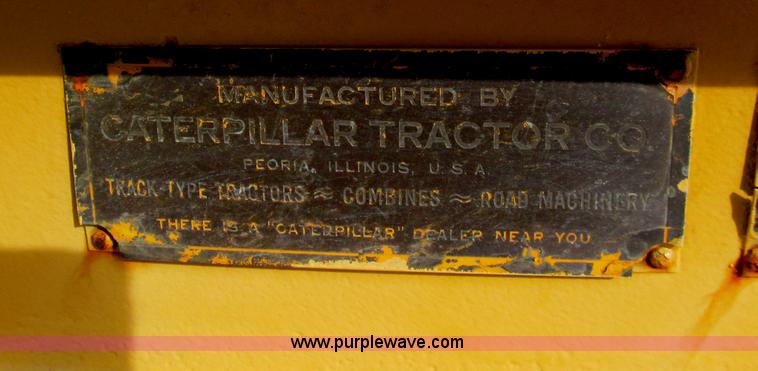 MANUFACTURED BY
CATERPILLAR TRACTOR CO.
PEORIA, ILLINOIS, U.S.A.
TRACK-TYPE TRACTORS ≈ COMBINES ≈ ROAD MACHINERY
THERE IS A "CATERPILLAR" DEALER NEAR YOU
www.purplewave.com